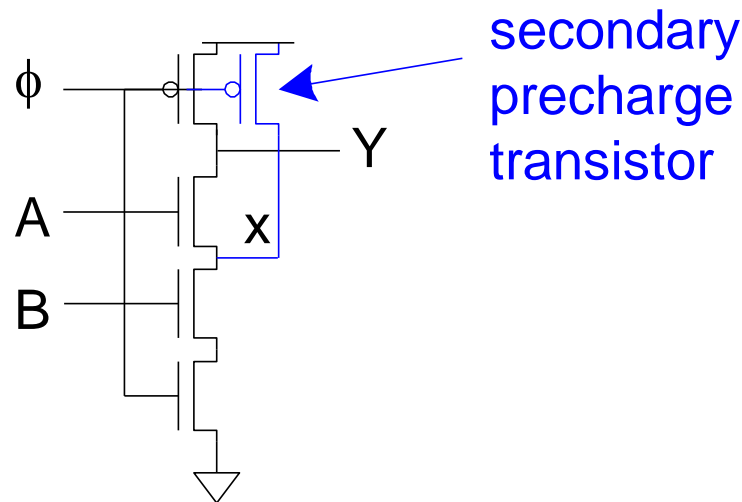 secondary
precharge
transistor
ϕ
Y
A
x
B